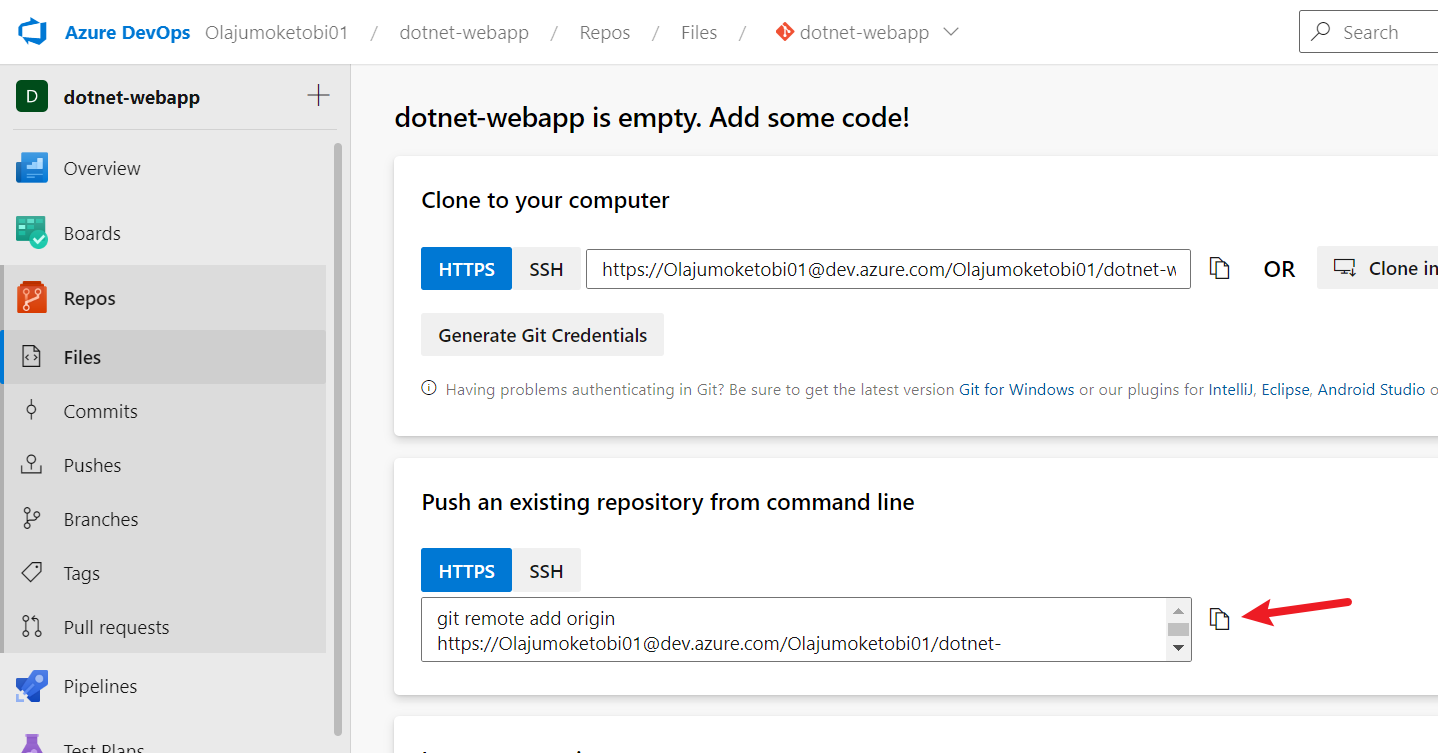 Azure DevOps Olajumoketobi01 / dotnet-webapp / Repos / Files / dotnet-webapp
Search
D dotnet-webapp
Overview
Boards
Repos
Files
Commits
Pushes
Branches
Tags
Pull requests
Pipelines
Test Plans
dotnet-webapp is empty. Add some code!
Clone to your computer
HTTPS SSH https://Olajumoketobi01@dev.azure.com/Olajumoketobi01/dotnet-w OR Clone in
Generate Git Credentials
Having problems authenticating in Git? Be sure to get the latest version Git for Windows or our plugins for IntelliJ, Eclipse, Android Studio o
Push an existing repository from command line
HTTPS SSH
git remote add origin
https://Olajumoketobi01@dev.azure.com/Olajumoketobi01/dotnet-